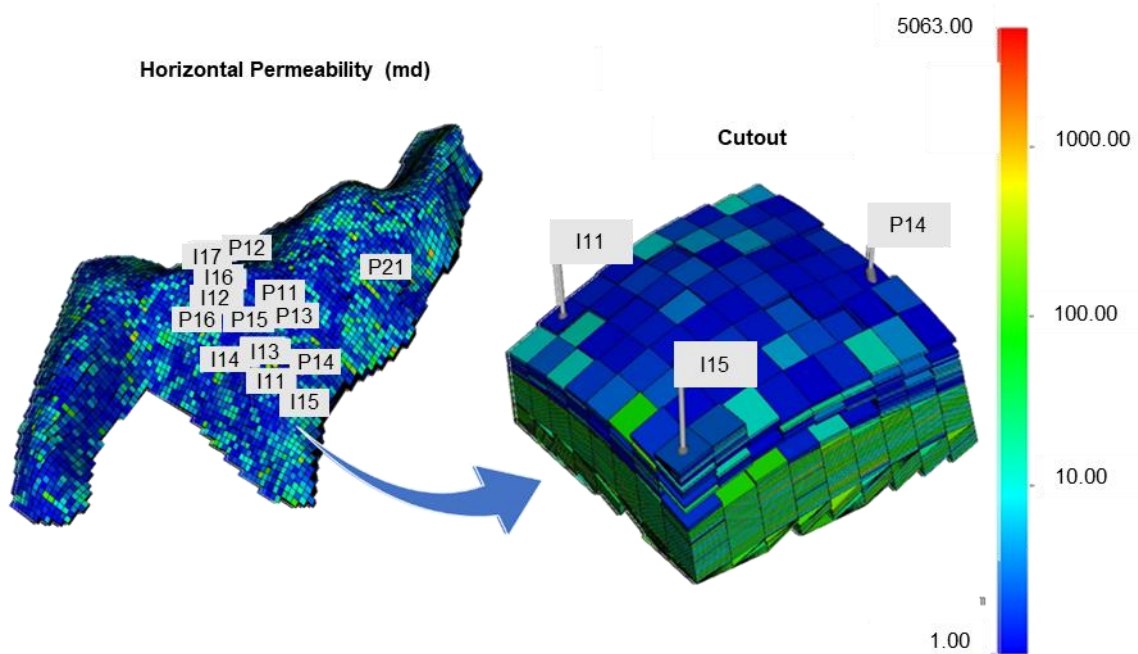 Horizontal Permeability (md)
I17
P12
I16
I12
P11
P16
P15
P13
P21
I14
I13
P14
I11
I15
Cutout
I11
P14
I15
5063.00
1000.00
100.00
10.00
1.00